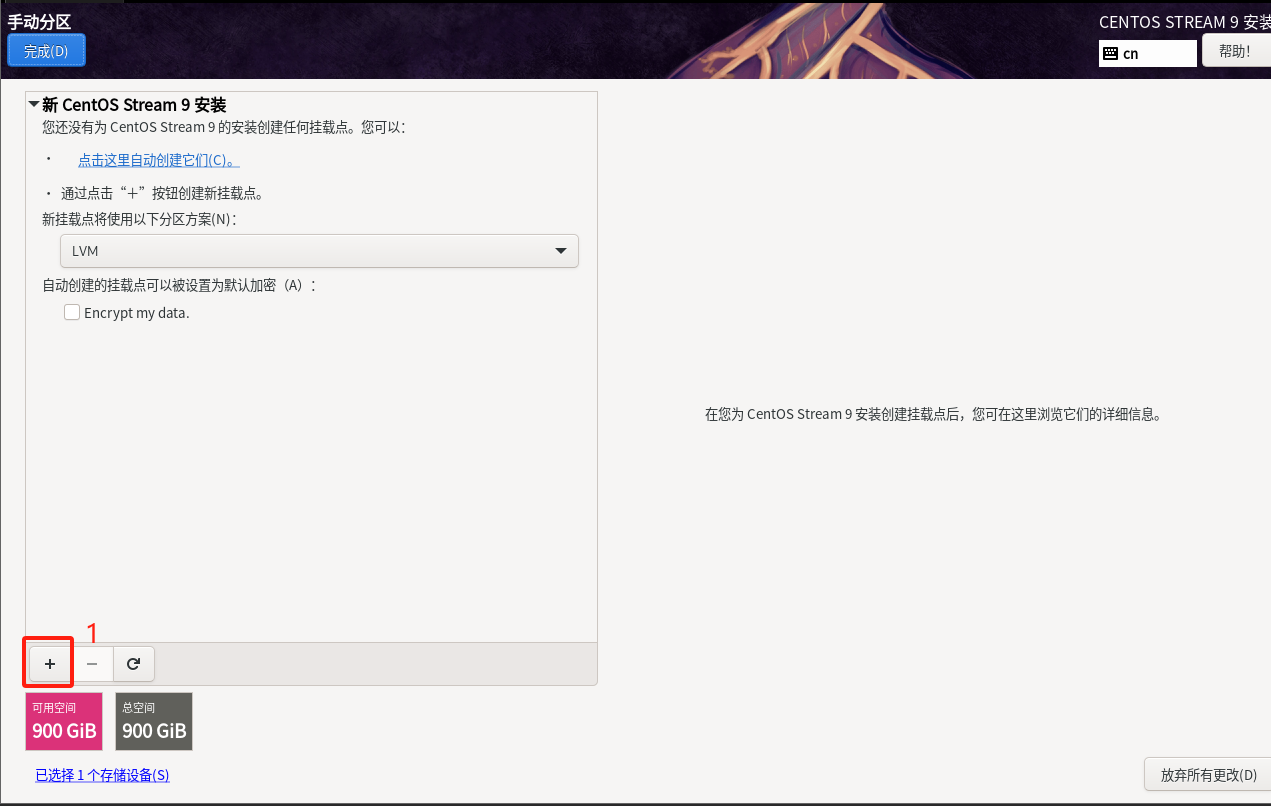 手动分区
CENTOS STREAM 9 安装
完成(D)
cn
帮助!
新 CentOS Stream 9 安装
您还没有为 CentOS Stream 9 的安装创建任何挂载点。您可以：
• 点击这里自动创建它们(C)。
• 通过点击“＋”按钮创建新挂载点。
新挂载点将使用以下分区方案(N)：
LVM
自动创建的挂载点可以被设置为默认加密（A）：
Encrypt my data.
在您为 CentOS Stream 9 安装创建挂载点后，您可在这里浏览它们的详细信息。
1
+ −
可用空间
900 GiB
总空间
900 GiB
已选择 1 个存储设备(S)
放弃所有更改(D)